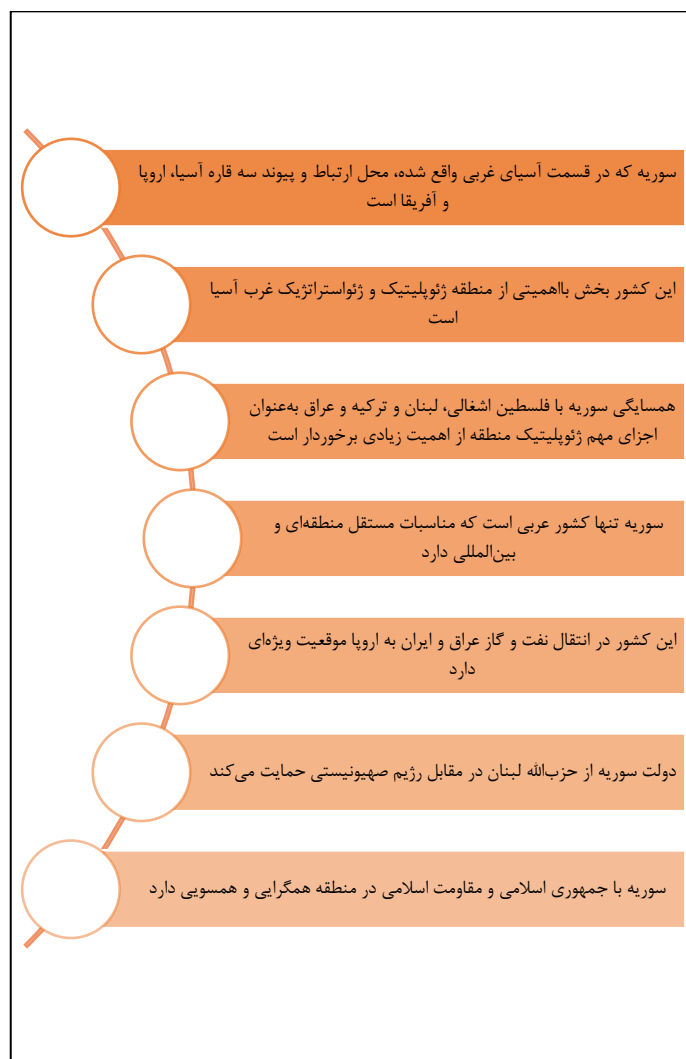 سوریه که در قسمت آسیای غربی واقع شده، محل ارتباط و پیوند سه قاره آسیا، اروپا
و آفریقا است
این کشور بخش بااهمیتی از منطقه ژئوپلیتیک و ژئواستراتژیک غرب آسیا
است
همسایگی سوریه با فلسطین اشغالی، لبنان و ترکیه و عراق به‌عنوان
اجزای مهم ژئوپلیتیک منطقه از اهمیت زیادی برخوردار است
سوریه تنها کشور عربی است که مناسبات مستقل منطقه‌ای و
بین‌المللی دارد
این کشور در انتقال نفت و گاز عراق و ایران به اروپا موقعیت ویژه‌ای
دارد
دولت سوریه از حزب‌الله لبنان در مقابل رژیم صهیونیستی حمایت می‌کند
سوریه با جمهوری اسلامی و مقاومت اسلامی در منطقه همگرایی و همسویی دارد